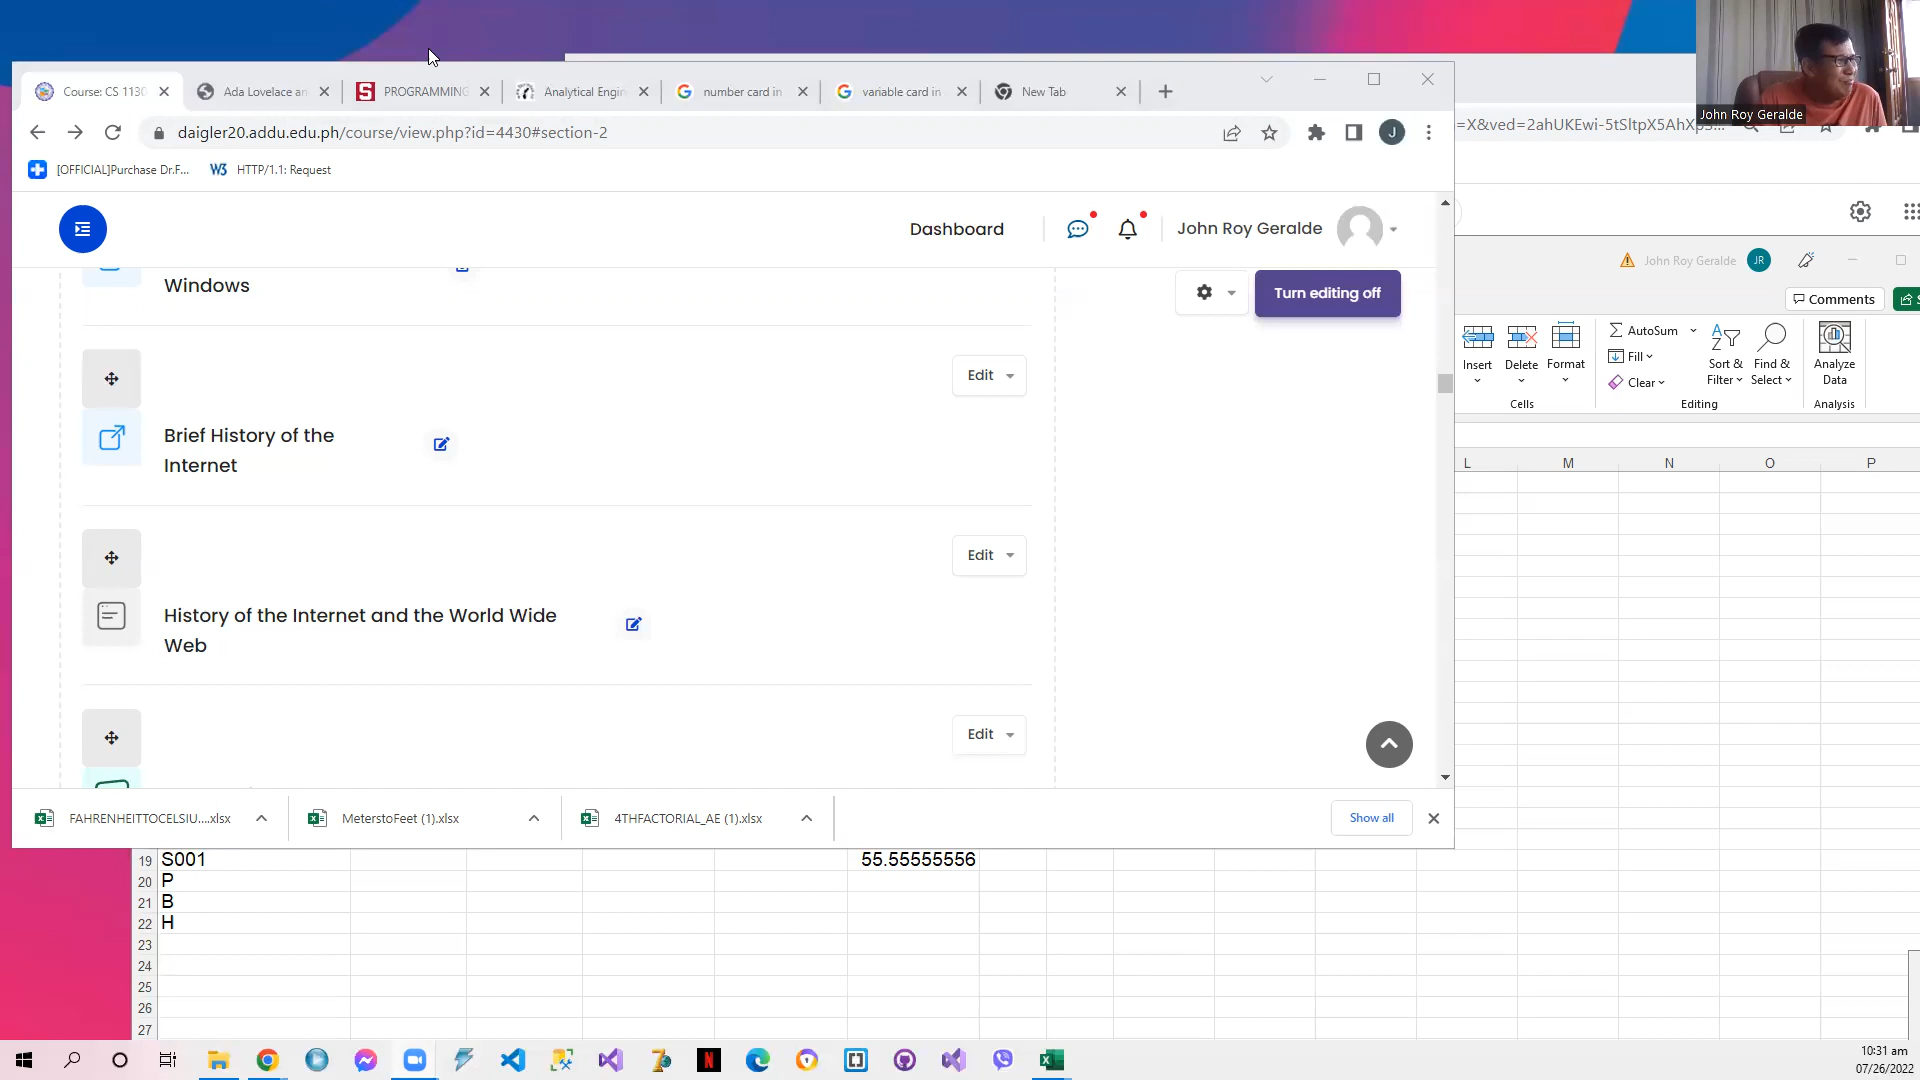 Course: CS 1130
Ada Lovelace an
PROGRAMMING
Analytical Engin
number card in
variable card in
New Tab
John Roy Geralde
daigler20.addu.edu.ph/course/view.php?id=4430#section-2
J
[OFFICIAL]Purchase Dr.F...
W3 HTTP/1.1: Request
Dashboard
John Roy Geralde
John Roy Geralde
JR
Windows
Turn editing off
Comments
AutoSum
Fill
Clear
Insert
Delete
Format
Sort &
Filter
Find &
Select
Analyze
Data
Cells
Editing
Analysis
Edit
Brief History of the
Internet
L M N O P
Edit
History of the Internet and the World Wide
Web
Edit
FAHRENHEITTOCELSIU....xlsx
MeterstoFeet (1).xlsx
4THFACTORIAL_AE (1).xlsx
Show all
19 S001 55.55555556
20 P
21 B
22 H
23
24
25
26
27
10:31 am
07/26/2022